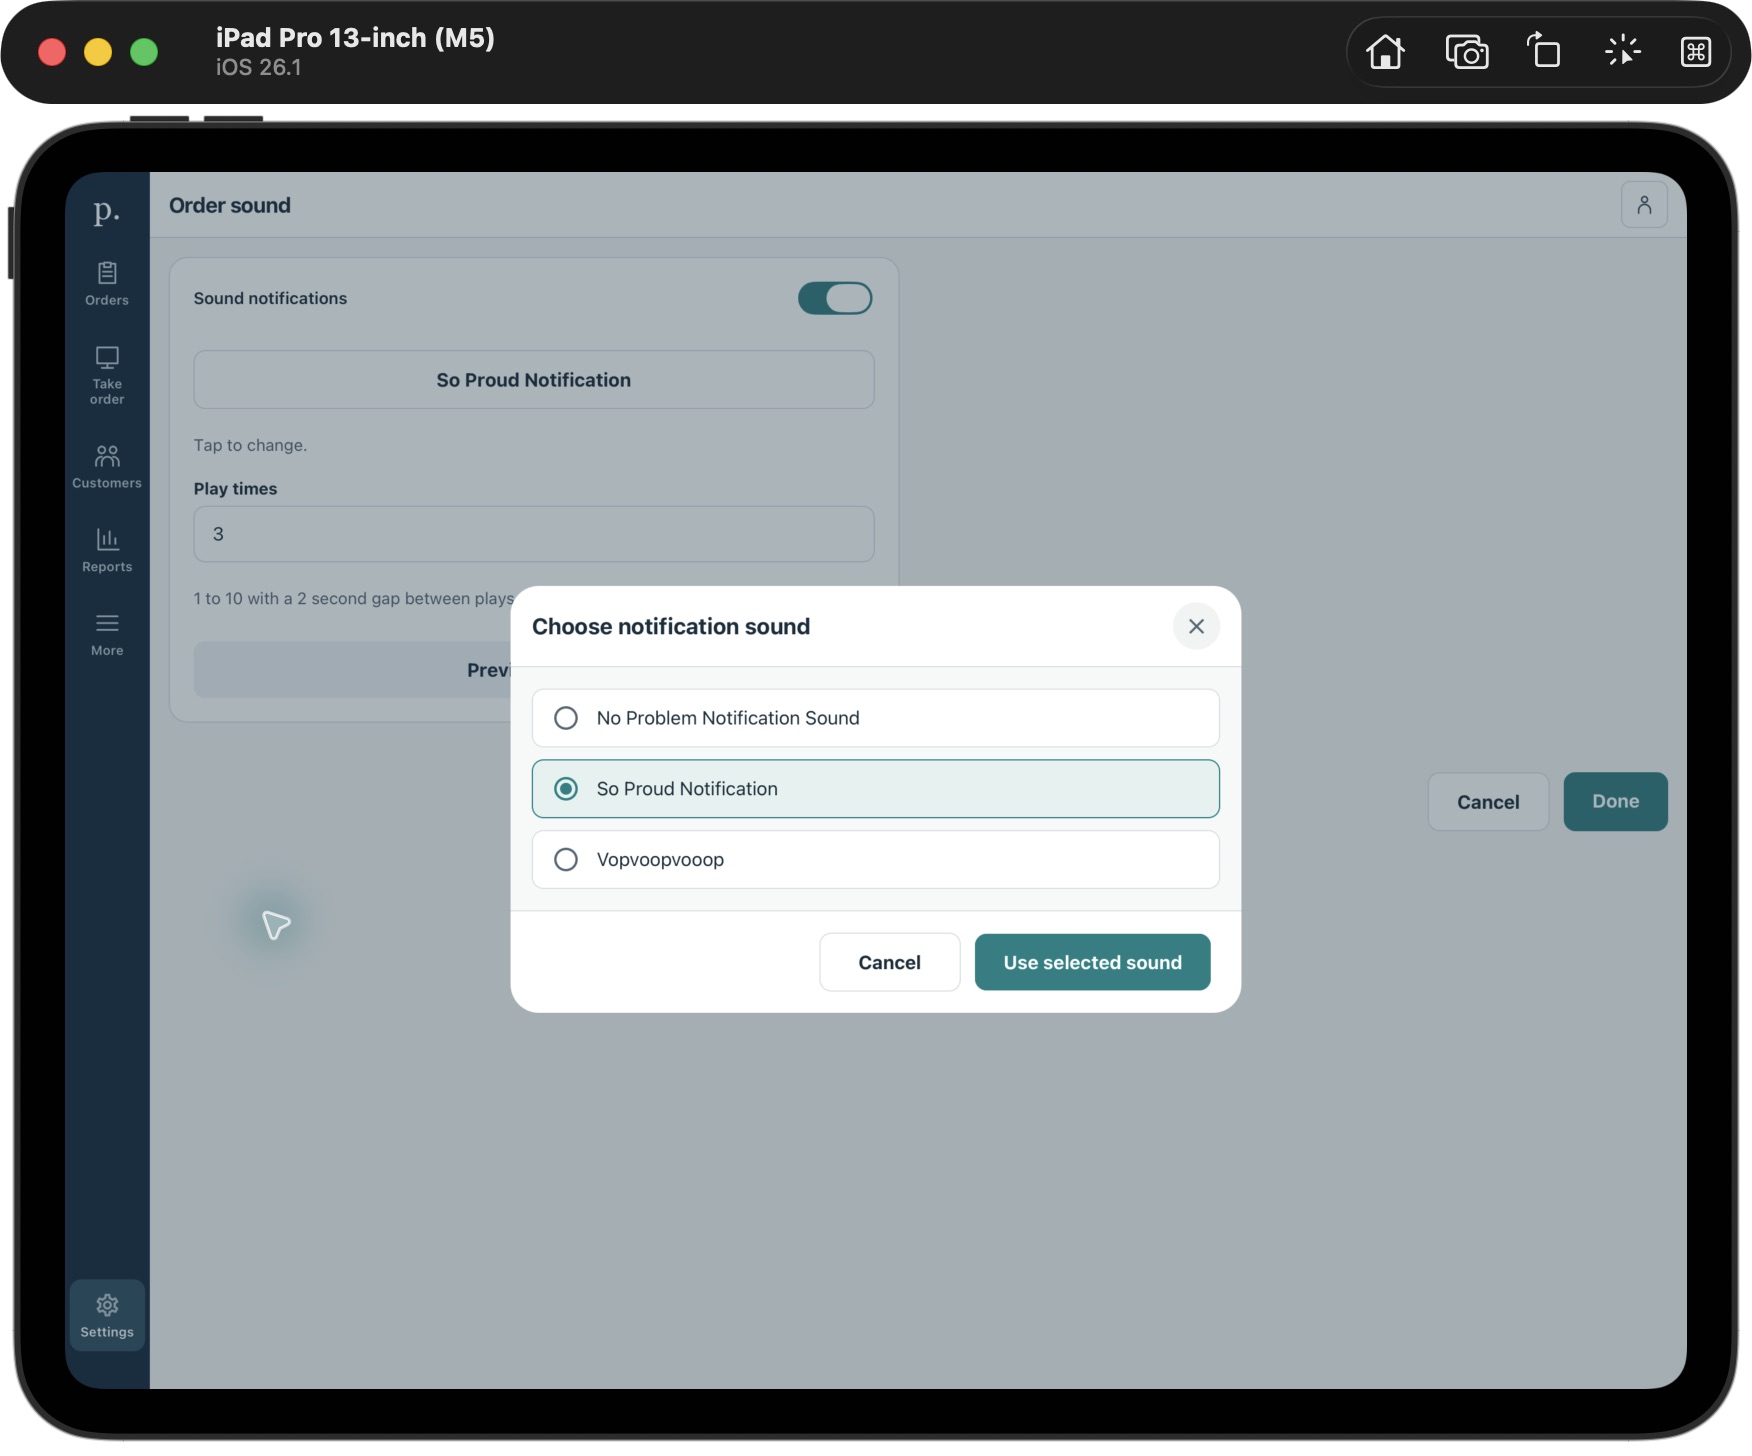 iPad Pro 13-inch (M5)
iOS 26.1
p.
Orders
Take
order
Customers
Reports
More
Settings
Order sound
Sound notifications
So Proud Notification
Tap to change.
Play times
3
1 to 10 with a 2 second gap between plays
Previ
Cancel
Done
Choose notification sound
No Problem Notification Sound
So Proud Notification
Vopvoopvooop
Cancel
Use selected sound